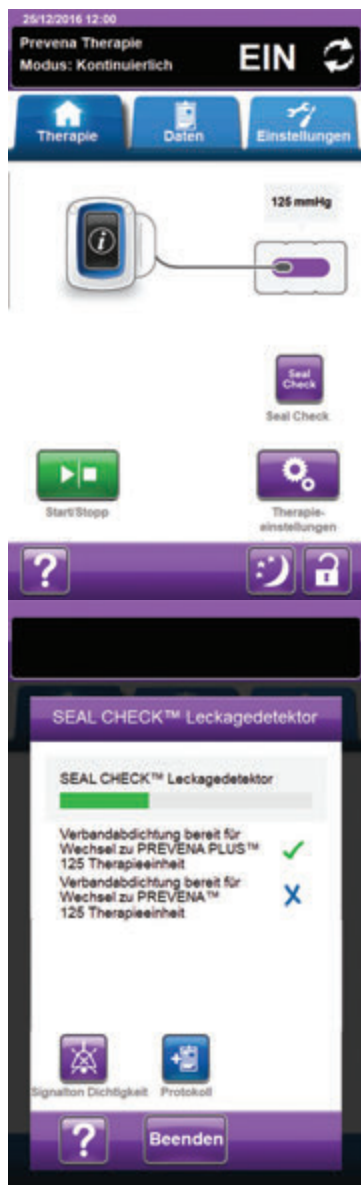 25/12/2016 12:00
Prevena Therapie
Modus: Kontinuierlich
EIN
Therapie
Daten
Einstellungen
125 mmHg
i
Seal
Check
Seal Check
Start/Stopp
Therapie-
einstellungen
?
SEAL CHECK™ Leckagedetektor
SEAL CHECK™ Leckagedetektor
Verbandabdichtung bereit für
Wechsel zu PREVENA PLUS™
125 Therapieeinheit
Verbandabdichtung bereit für
Wechsel zu PREVENA™
125 Therapieeinheit
Signalton Dichtigkeit
Protokoll
?
Beenden